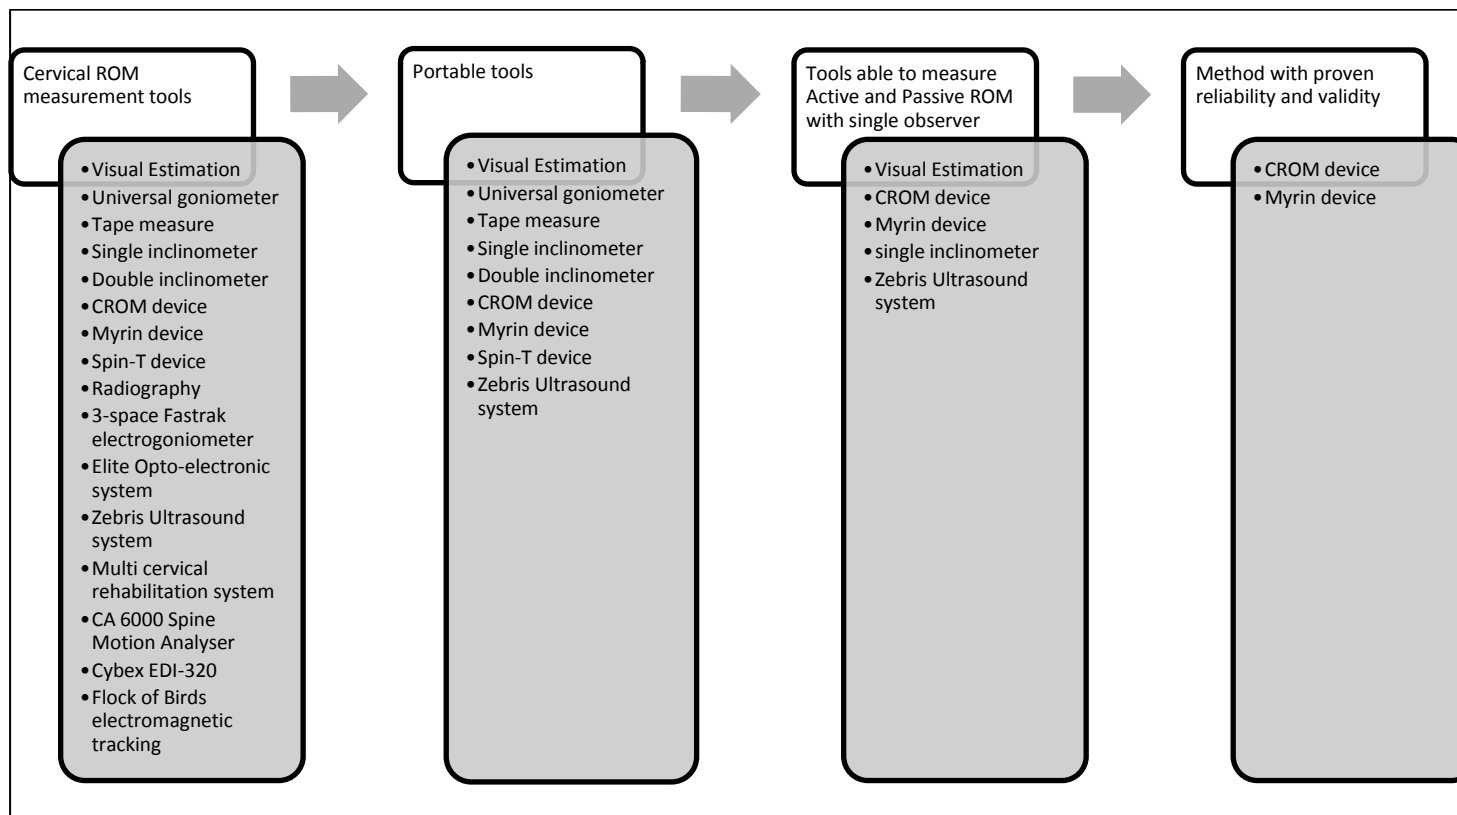 Cervical ROM
measurement tools
•Visual Estimation
•Universal goniometer
•Tape measure
•Single inclinometer
•Double inclinometer
•CROM device
•Myrin device
•Spin-T device
•Radiography
•3-space Fastrak
electrogoniometer
•Elite Opto-electronic
system
•Zebris Ultrasound
system
•Multi cervical
rehabilitation system
•CA 6000 Spine
Motion Analyser
•Cybex EDI-320
•Flock of Birds
electromagnetic
tracking
Portable tools
•Visual Estimation
•Universal goniometer
•Tape measure
•Single inclinometer
•Double inclinometer
•CROM device
•Myrin device
•Spin-T device
•Zebris Ultrasound
system
Tools able to measure
Active and Passive ROM
with single observer
•Visual Estimation
•CROM device
•Myrin device
•single inclinometer
•Zebris Ultrasound
system
Method with proven
reliability and validity
•CROM device
•Myrin device